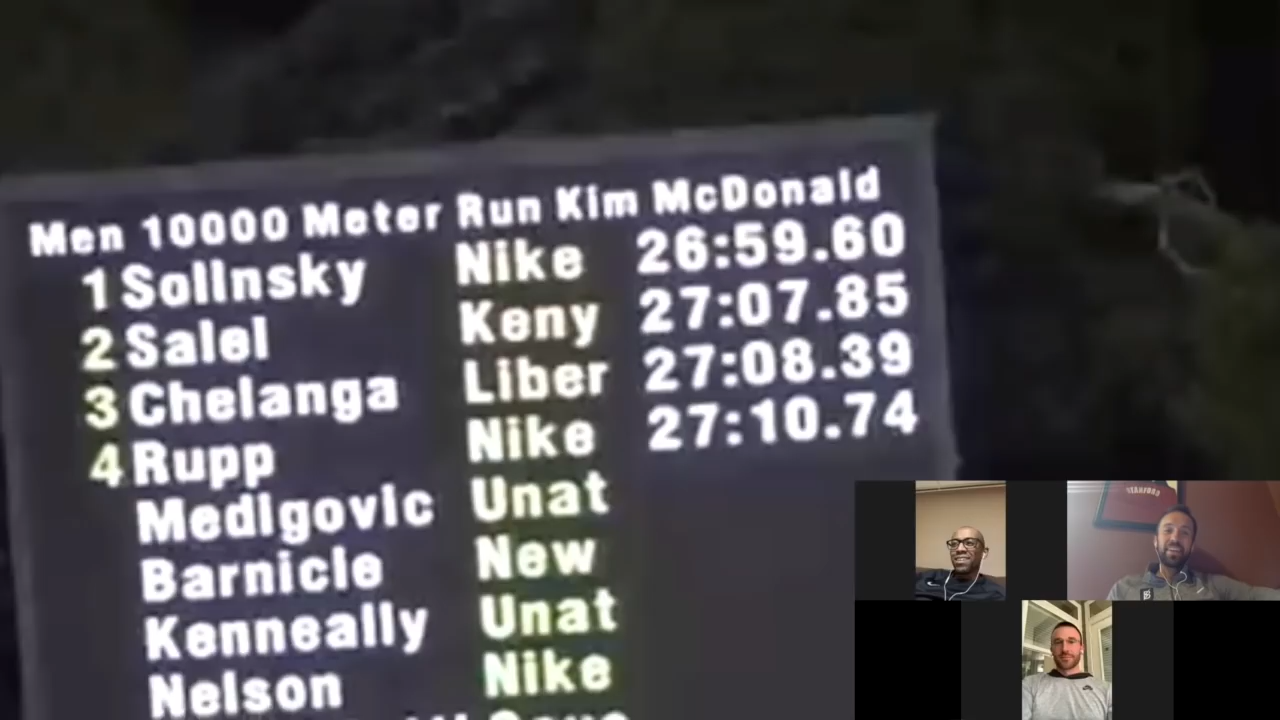 Men 10000 Meter Run Kim McDonald
1 Solinsky Nike 26:59.60
2 Salel Keny 27:07.85
3 Chelanga Liber 27:08.39
4 Rupp Nike 27:10.74
Medigovic Unat
Barnicle New
Kenneally Unat
Nelson Nike